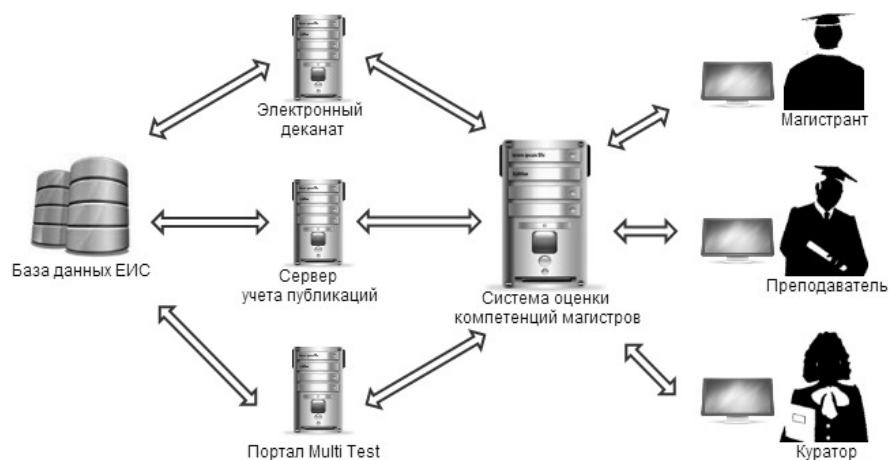 Электронный
деканат
Магистрант
База данных ЕИС
Сервер
учета публикаций
Система оценки
компетенций магистров
Преподаватель
Портал Multi Test
Куратор